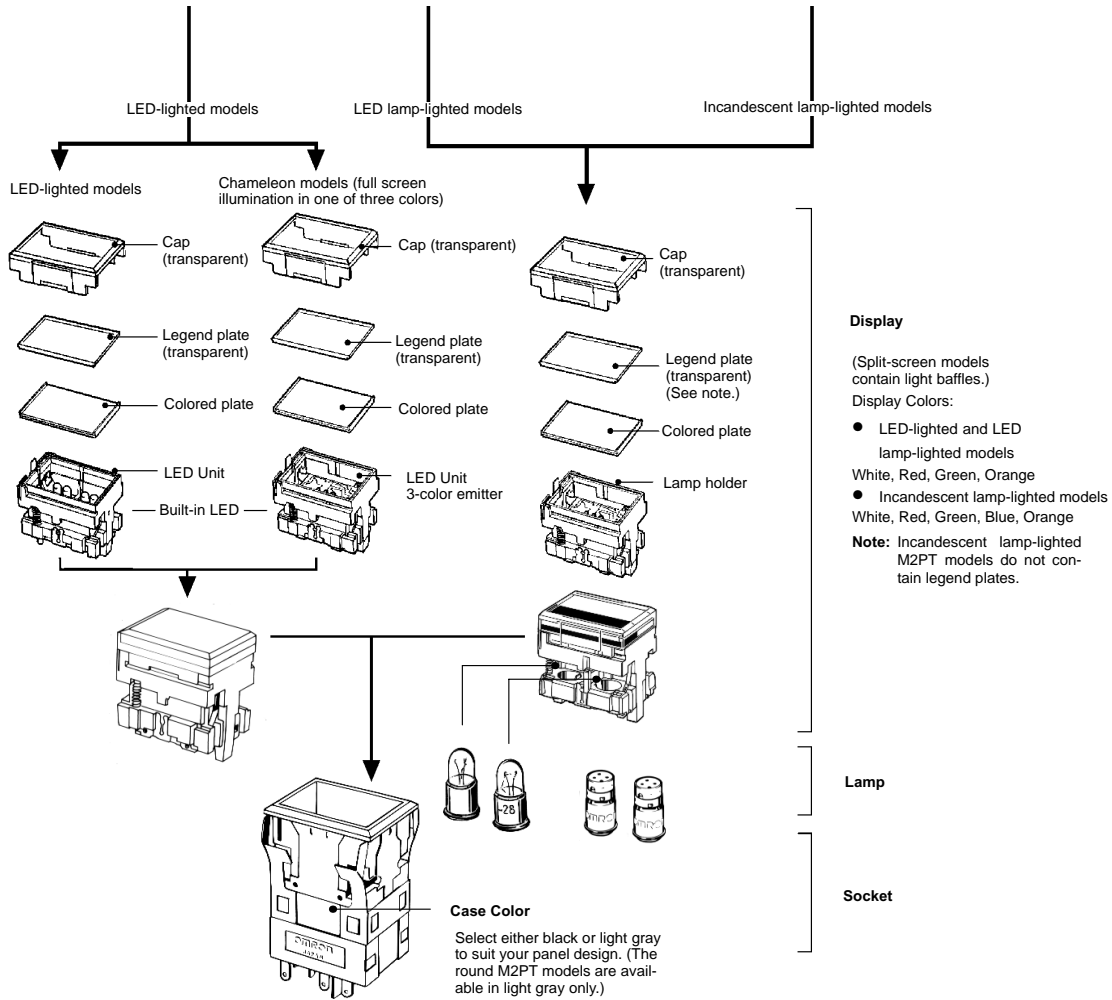 LED-lighted models
LED lamp-lighted models
Incandescent lamp-lighted models
LED-lighted models
Chameleon models (full screen
illumination in one of three colors)
Cap
(transparent)
Cap (transparent)
Cap
(transparent)
Legend plate
(transparent)
Legend plate
(transparent)
Legend plate
(transparent)
(See note.)
Colored plate
Colored plate
Colored plate
LED Unit
LED Unit
3-color emitter
Lamp holder
Built-in LED
Display
(Split-screen models
contain light baffles.)
Display Colors:
● LED-lighted and LED
lamp-lighted models
White, Red, Green, Orange
● Incandescent lamp-lighted models
White, Red, Green, Blue, Orange
Note: Incandescent lamp-lighted
M2PT models do not con-
tain legend plates.
-28
Lamp
Socket
Case Color
Select either black or light gray
to suit your panel design. (The
round M2PT models are avail-
able in light gray only.)
OMRON
JAPAN